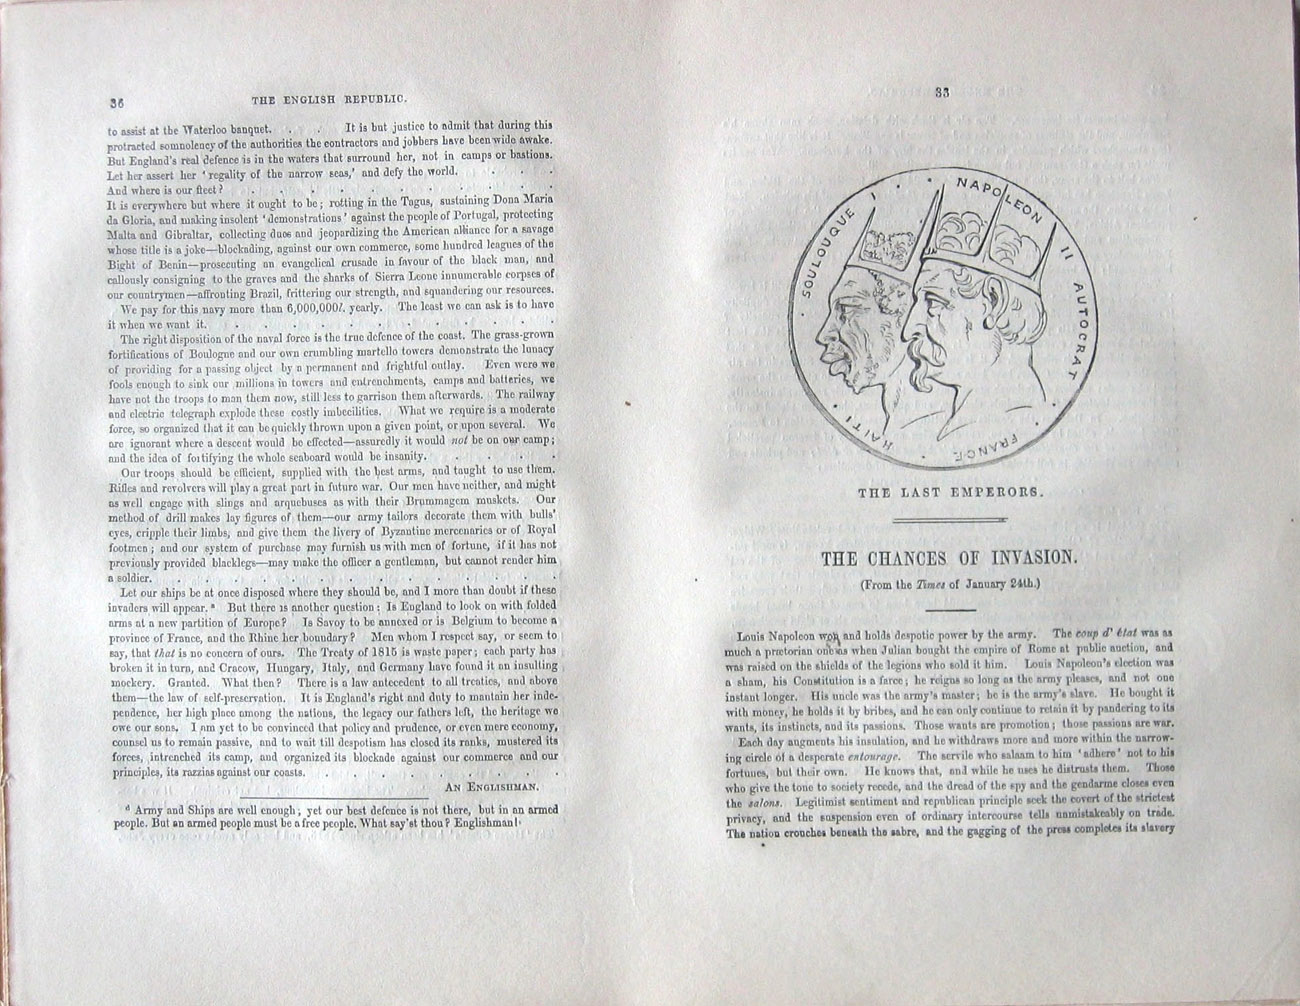 36
THE ENGLISH REPUBLIC.
to assist at the Waterloo banquet. . . It is but justice to admit that during this
protracted somnolency of the authorities the contractors and jobbers have been wide awake.
But England's real defence is in the waters that surround her, not in camps or bastions.
Let her assert her 'regality of the narrow seas,' and defy the world. . . .
And where is our fleet? . . . . . . . . . . .
It is everywhere but where it ought to be; rotting in the Tagus, sustaining Dona Maria
da Gloria, and making insolent 'demonstrations' against the people of Portugal, protecting
Malta and Gibraltar, collecting dues and jeopardizing the American alliance for a savage
whose title is a joke—blockading, against our own commerce, some hundred leagues of the
Bight of Benin—prosecuting an evangelical crusade in favour of the black man, and
callously consigning to the graves and the sharks of Sierra Leone innumerable corpses of
our countrymen—affronting Brazil, frittering our strength, and squandering our resources.
We pay for this navy more than 6,000,000l. yearly. The least we can ask is to have
it when we want it. . . . . . . . . . . . .
The right disposition of the naval force is the true defence of the coast. The grass-grown
fortifications of Boulogne and our own crumbling martello towers demonstrate the lunacy
of providing for a passing object by a permanent and frightful outlay. Even were we
fools enough to sink our millions in towers and entrenchments, camps and batteries, we
have not the troops to man them now, still less to garrison them afterwards. The railway
and electric telegraph explode these costly imbecilities. What we require is a moderate
force, so organized that it can be quickly thrown upon a given point, or upon several. We
are ignorant where a descent would be effected—assuredly it would not be on our camp;
and the idea of fortifying the whole seaboard would be insanity. . . . .
Our troops should be efficient, supplied with the best arms, and taught to use them.
Rifles and revolvers will play a great part in future war. Our men have neither, and might
as well engage with slings and arquebuses as with their Brummagem muskets. Our
method of drill makes lay figures of them—our army tailors decorate them with bulls'
eyes, cripple their limbs, and give them the livery of Byzantine mercenaries or of Royal
footmen; and our system of purchase may furnish us with men of fortune, if it has not
previously provided blacklegs—may make the officer a gentleman, but cannot render him
a soldier. . . . . . . . . . . . . .
Let our ships be at once disposed where they should be, and I more than doubt if these
invaders will appear.* But there is another question: Is England to look on with folded
arms at a new partition of Europe? Is Savoy to be annexed or is Belgium to become a
province of France, and the Rhine her boundary? Men whom I respect say, or seem to
say, that that is no concern of ours. The Treaty of 1815 is waste paper; each party has
broken it in turn, and Cracow, Hungary, Italy, and Germany have found it an insulting
mockery. Granted. What then? There is a law antecedent to all treaties, and above
them—the law of self-preservation. It is England's right and duty to mantain her inde-
pendence, her high place among the nations, the legacy our fathers left, the heritage we
owe our sons. I am yet to be convinced that policy and prudence, or even mere economy,
counsel us to remain passive, and to wait till despotism has closed its ranks, mustered its
forces, intrenched its camp, and organized its blockade against our commerce and our
principles, its razzias against our coasts. . . . . . . . .
AN ENGLISHMAN.
* Army and Ships are well enough; yet our best defence is not there, but in an armed
people. But an armed people must be a free people. What say'st thou? Englishman!
33
SOULOUQUE I
NAPOLEON II AUTOCRAT
HAITI
FRANCE
THE LAST EMPERORS.
THE CHANCES OF INVASION.
(From the Times of January 24th.)
Louis Napoleon won and holds despotic power by the army. The coup d'état was as
much a prætorian one as when Julian bought the empire of Rome at public auction, and
was raised on the shields of the legions who sold it him. Louis Napoleon's election was
a sham, his Constitution is a farce; he reigns so long as the army pleases, and not one
instant longer. His uncle was the army's master; he is the army's slave. He bought it
with money, he holds it by bribes, and he can only continue to retain it by pandering to its
wants, its instincts, and its passions. Those wants are promotion; those passions are war.
Each day augments his insulation, and he withdraws more and more within the narrow-
ing circle of a desperate entourage. The servile who salaam to him 'adhere' not to his
fortunes, but their own. He knows that, and while he uses he distrusts them. Those
who give the tone to society recede, and the dread of the spy and the gendarme closes even
the salons. Legitimist sentiment and republican principle seek the covert of the strictest
privacy, and the suspension even of ordinary intercourse tells unmistakeably on trade.
The nation crouches beneath the sabre, and the gagging of the press completes its slavery